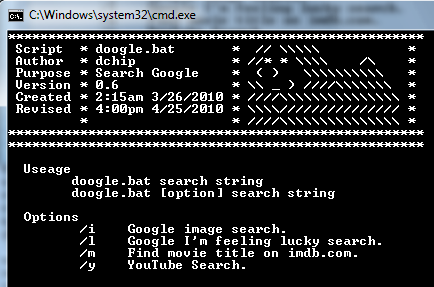 C:\Windows\system32\cmd.exe
*****************************************************
Script * doogle.bat * // \\\\\ *
Author * dchip * //* * \\\\ /\ *
Purpose * Search Google * ( ) \\\\\\\\\\ *
Version * 0.6 * \\ _ ) ////\\\\\\\\\\ *
Created * 2:15am 3/26/2010 * ////\\\\\\\\\\\\\\\ *
Revised * 4:00pm 4/25/2010 * \\\\\/////////////// *
* * ////\\\\\\\\\\\\\\\ *
*****************************************************
*****************************************************
Useage
doogle.bat search string
doogle.bat [option] search string
Options
/i Google image search.
/l Google I'm feeling lucky search.
/m Find movie title on imdb.com.
/y YouTube Search.